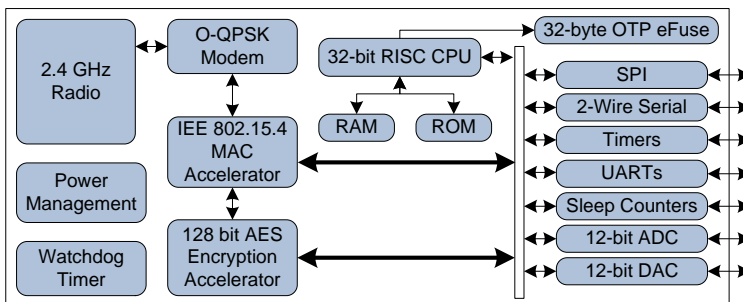 2.4 GHz
Radio
O-QPSK
Modem
IEE 802.15.4
MAC
Accelerator
128 bit AES
Encryption
Accelerator
Power
Management
Watchdog
Timer
32-bit RISC CPU
RAM
ROM
32-byte OTP eFuse
SPI
2-Wire Serial
Timers
UARTs
Sleep Counters
12-bit ADC
12-bit DAC